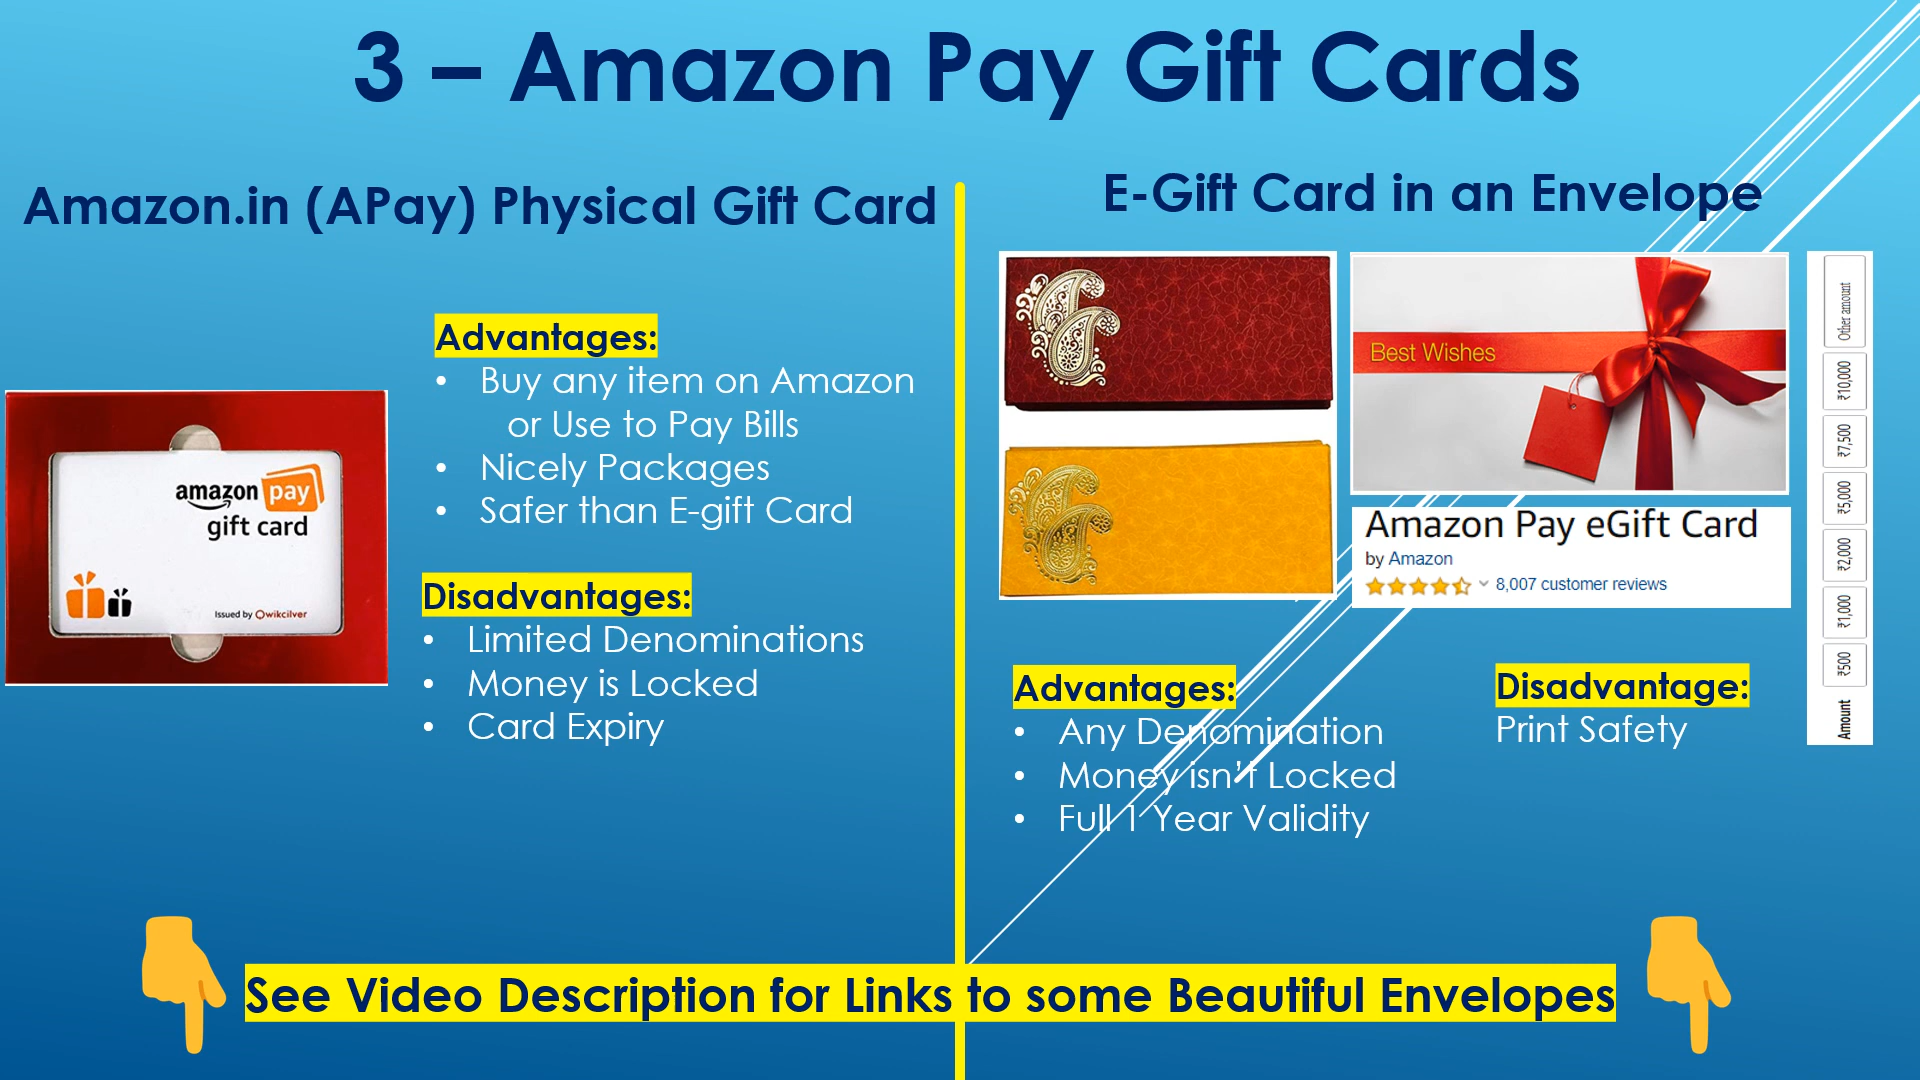 3 – Amazon Pay Gift Cards
Amazon.in (APay) Physical Gift Card
amazon pay
gift card
Issued by Qwikcilver
Advantages:
• Buy any item on Amazon
or Use to Pay Bills
• Nicely Packages
• Safer than E-gift Card
Disadvantages:
• Limited Denominations
• Money is Locked
• Card Expiry
E-Gift Card in an Envelope
Best Wishes
Amazon Pay eGift Card
by Amazon
8,007 customer reviews
Amount ₹500 ₹1,000 ₹2,000 ₹5,000 ₹7,500 ₹10,000 Other amount
Advantages:
• Any Denomination
• Money isn’t Locked
• Full 1 Year Validity
Disadvantage:
Print Safety
See Video Description for Links to some Beautiful Envelopes